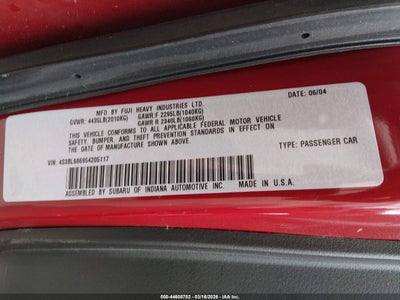 MFD. BY FUJI HEAVY INDUSTRIES LTD. DATE: 06/04
GVWR: 4435LB(2010KG) GAWR:F 2295LB(1040KG)
GAWR R 2340LB(1060KG)
THIS VEHICLE CONFORMS TO ALL APPLICABLE FEDERAL MOTOR VEHICLE
SAFETY, BUMPER, AND THEFT PREVENTION STANDARDS IN EFFECT ON
THE DATE OF MANUFACTURE SHOWN ABOVE.
VIN: 4S3BL686954205117 TYPE: PASSENGER CAR
ASSEMBLED BY SUBARU OF INDIANA AUTOMOTIVE INC. MADE IN U.S.A.
000-44608782 - 03/16/2026 - IAA Inc.